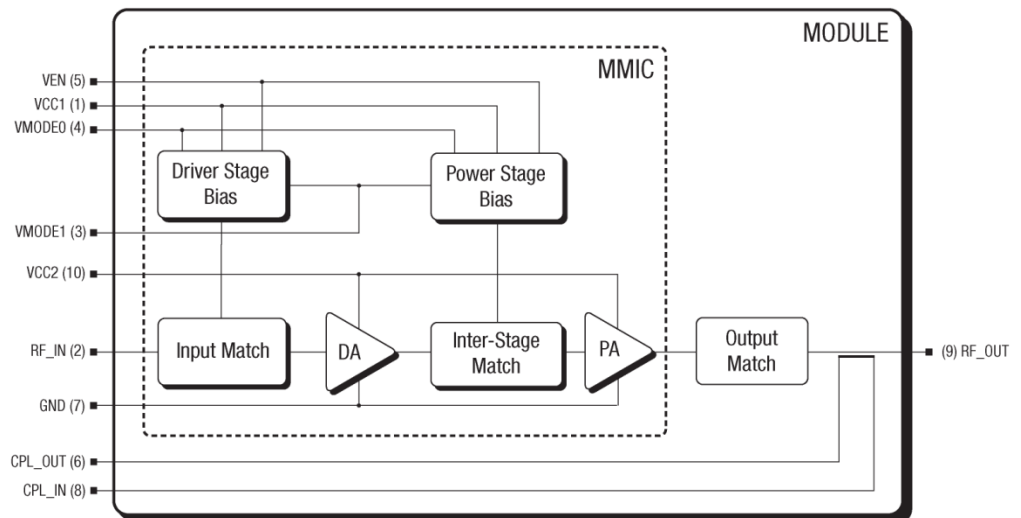 MODULE
MMIC
VEN (5)
VCC1 (1)
VMODE0 (4)
Driver Stage
Bias
Power Stage
Bias
VMODE1 (3)
VCC2 (10)
RF_IN (2)
Input Match
DA
Inter-Stage
Match
PA
Output
Match
(9) RF_OUT
GND (7)
CPL_OUT (6)
CPL_IN (8)